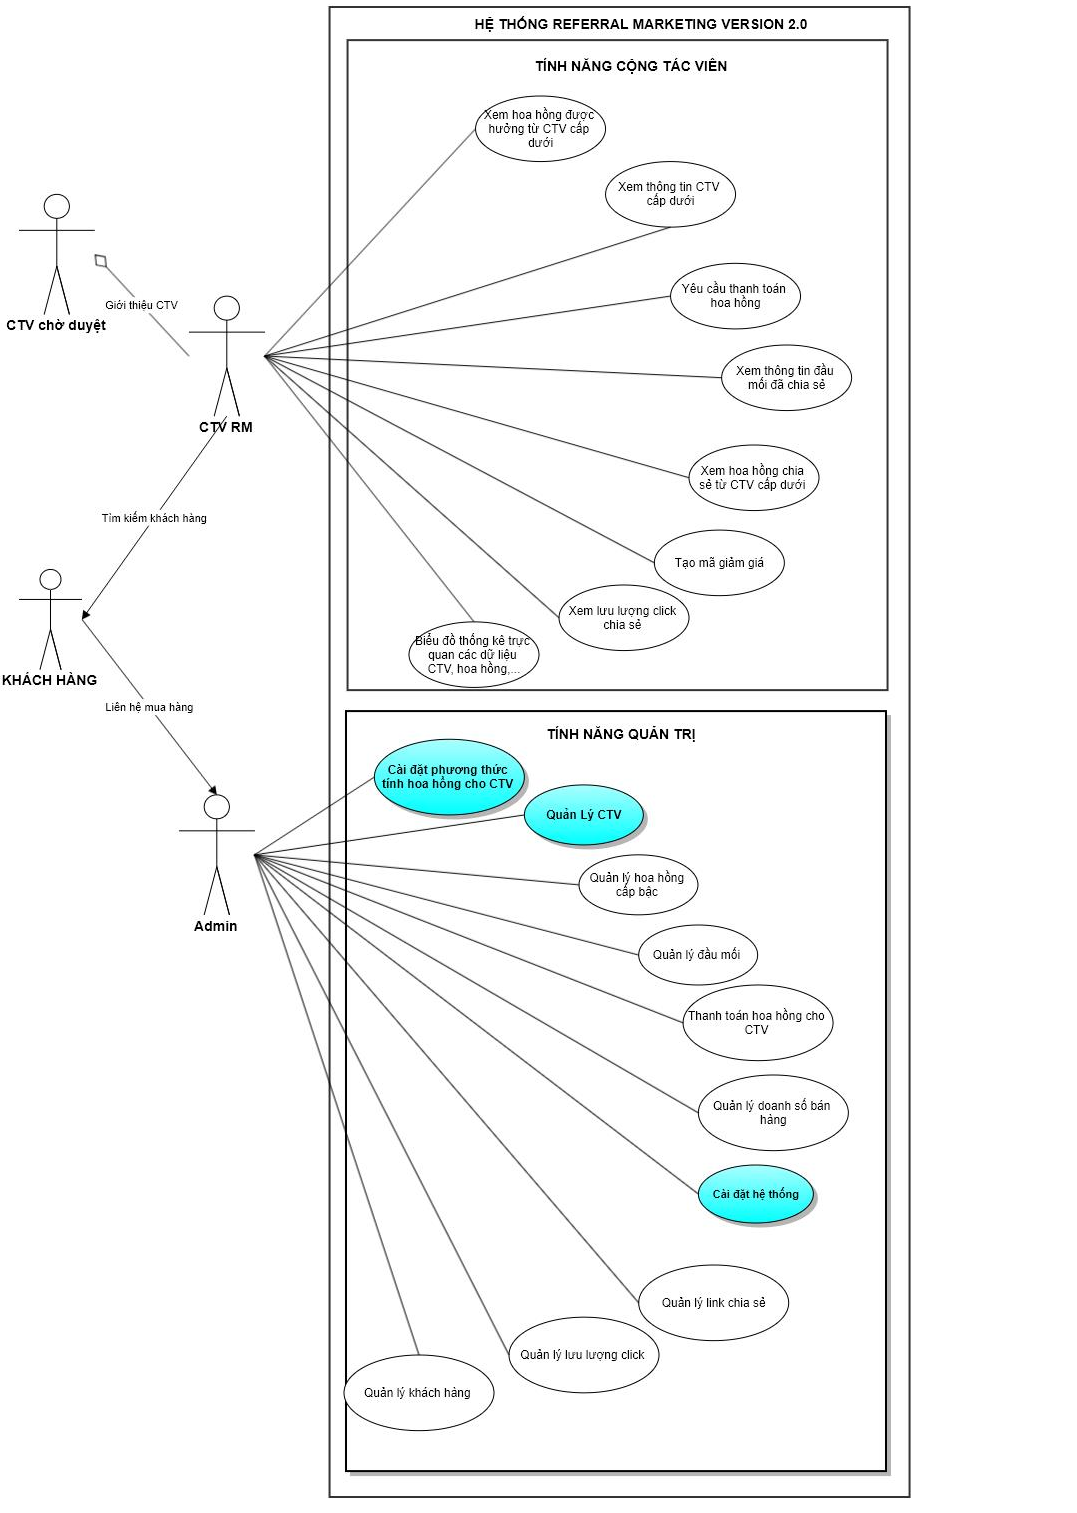 HỆ THỐNG REFERRAL MARKETING VERSION 2.0
TÍNH NĂNG CỘNG TÁC VIÊN
Xem hoa hồng được
hưởng từ CTV cấp
dưới
Xem thông tin CTV
cấp dưới
Yêu cầu thanh toán
hoa hồng
Xem thông tin đầu
mối đã chia sẻ
Xem hoa hồng chia
sẻ từ CTV cấp dưới
Tạo mã giảm giá
Xem lưu lượng click
chia sẻ
Biểu đồ thống kê trực
quan các dữ liệu
CTV, hoa hồng,...
CTV chờ duyệt
Giới thiệu CTV
CTV RM
Tìm kiếm khách hàng
KHÁCH HÀNG
Liên hệ mua hàng
Admin
TÍNH NĂNG QUẢN TRỊ
Cài đặt phương thức
tính hoa hồng cho CTV
Quản Lý CTV
Quản lý hoa hồng
cấp bậc
Quản lý đầu mối
Thanh toán hoa hồng cho
CTV
Quản lý doanh số bán
hàng
Cài đặt hệ thống
Quản lý link chia sẻ
Quản lý lưu lượng click
Quản lý khách hàng